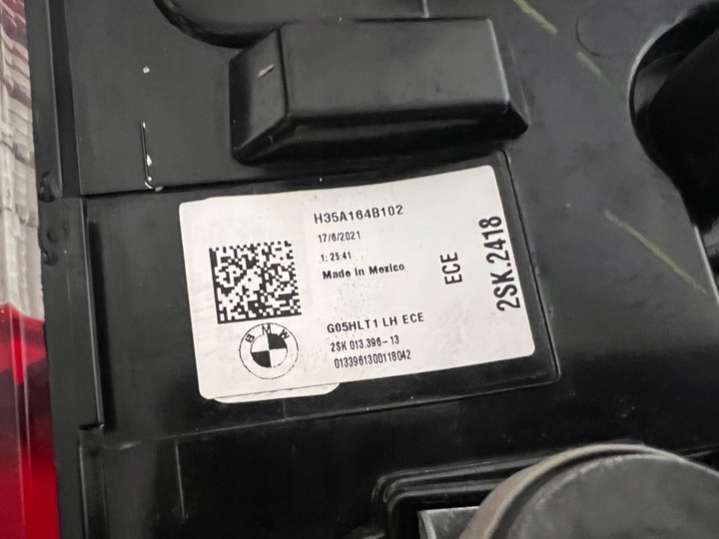 H35A164B102
17/6/2021
1:25:41
Made in Mexico
ECE
2SK.2418
BMW
G05HLT1 LH ECE
2SK 013.396-13
0133961300118042